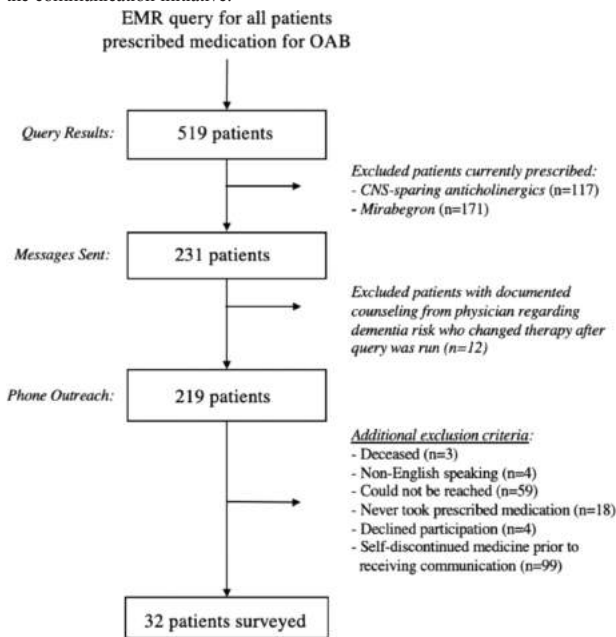 the communication initiative.
EMR query for all patients
prescribed medication for OAB
Query Results:
519 patients
Excluded patients currently prescribed:
- CNS-sparing anticholinergics (n=117)
- Mirabegron (n=171)
Messages Sent:
231 patients
Excluded patients with documented
counseling from physician regarding
dementia risk who changed therapy after
query was run (n=12)
Phone Outreach:
219 patients
Additional exclusion criteria:
- Deceased (n=3)
- Non-English speaking (n=4)
- Could not be reached (n=59)
- Never took prescribed medication (n=18)
- Declined participation (n=4)
- Self-discontinued medicine prior to
receiving communication (n=99)
32 patients surveyed